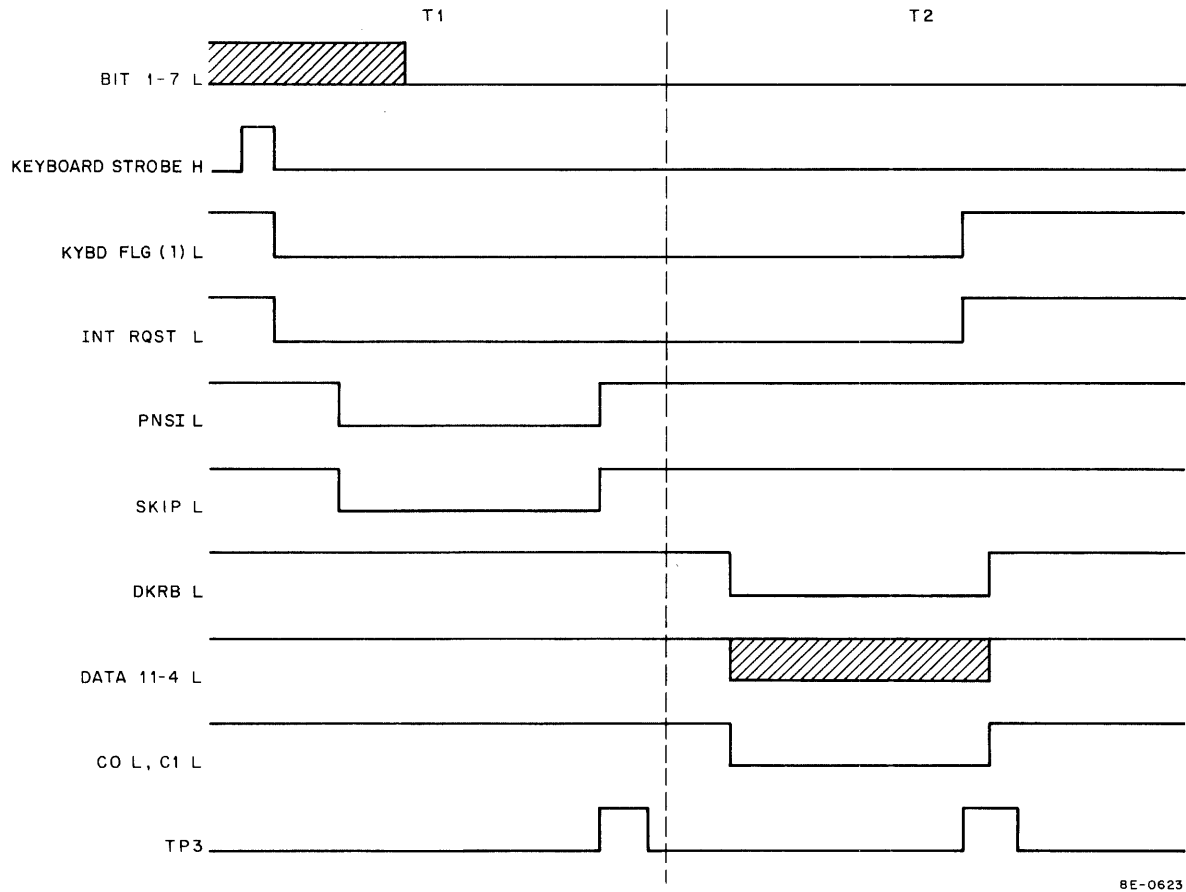 T1
T2
BIT 1-7 L
KEYBOARD STROBE H
KYBD FLG (1) L
INT RQST L
PNSI L
SKIP L
DKRB L
DATA 11-4 L
CO L, C1 L
TP3
8E-0623